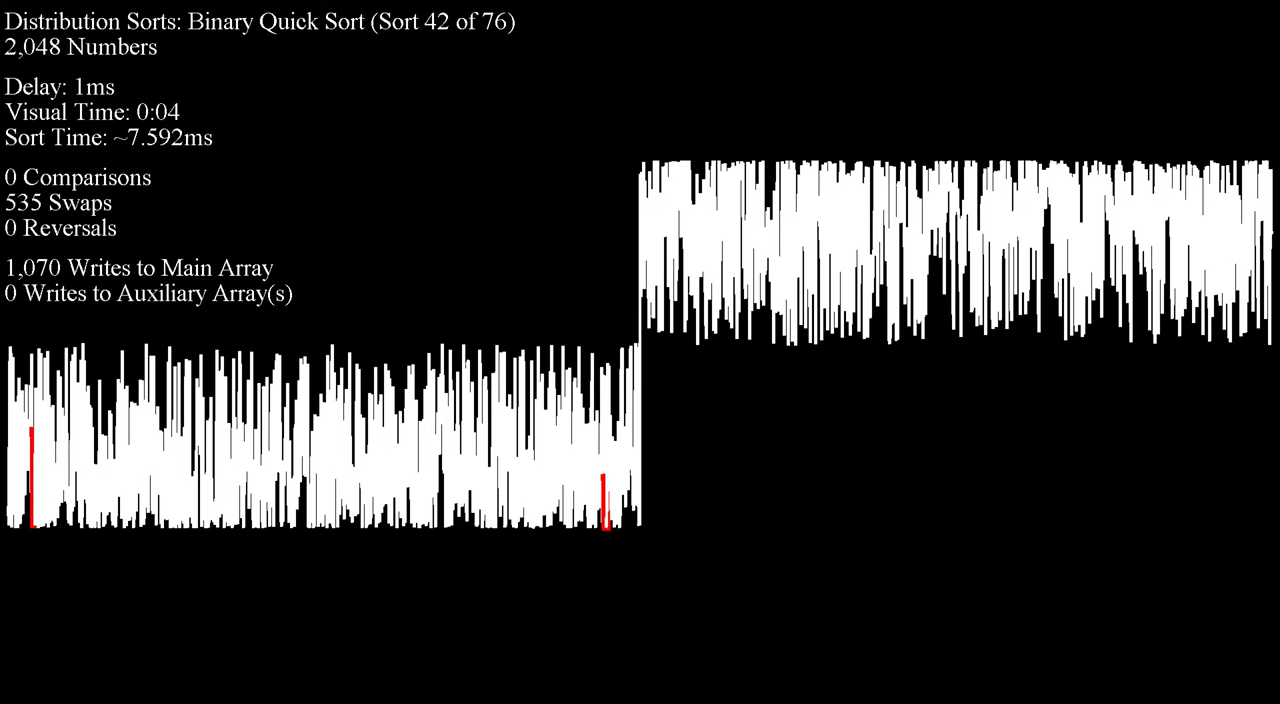 Distribution Sorts: Binary Quick Sort (Sort 42 of 76)
2,048 Numbers
Delay: 1ms
Visual Time: 0:04
Sort Time: ~7.592ms
0 Comparisons
535 Swaps
0 Reversals
1,070 Writes to Main Array
0 Writes to Auxiliary Array(s)